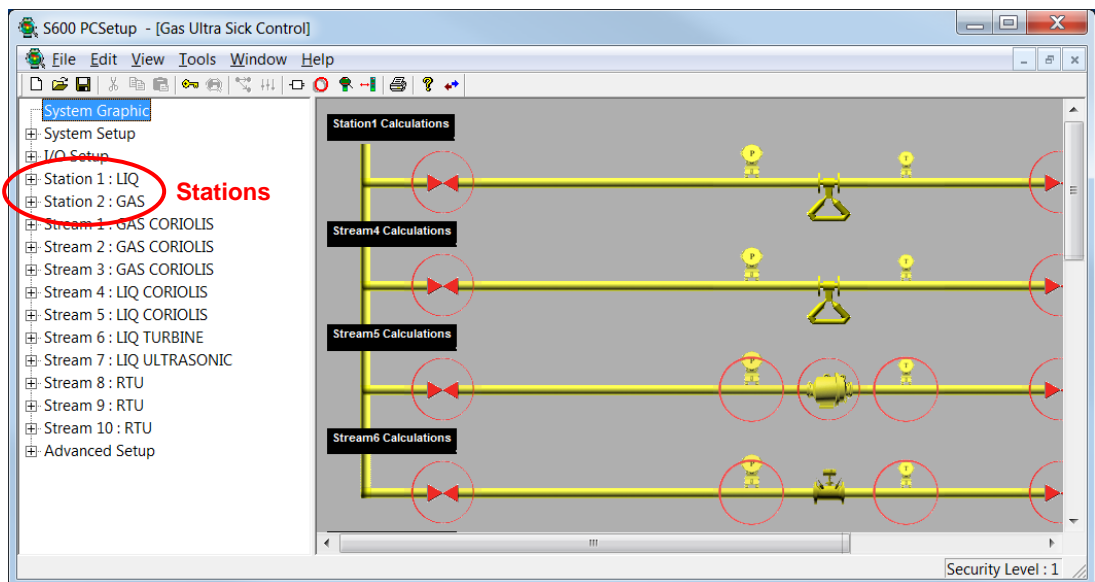 S600 PCSetup - [Gas Ultra Sick Control]
File Edit View Tools Window Help
System Graphic
System Setup
I/O Setup
Station 1 : LIQ
Station 2 : GAS
Stations
Stream 1 : GAS CORIOLIS
Stream 2 : GAS CORIOLIS
Stream 3 : GAS CORIOLIS
Stream 4 : LIQ CORIOLIS
Stream 5 : LIQ CORIOLIS
Stream 6 : LIQ TURBINE
Stream 7 : LIQ ULTRASONIC
Stream 8 : RTU
Stream 9 : RTU
Stream 10 : RTU
Advanced Setup
Station1 Calculations
P
T
Stream4 Calculations
P
T
Stream5 Calculations
P
T
Stream6 Calculations
P
T
Security Level : 1